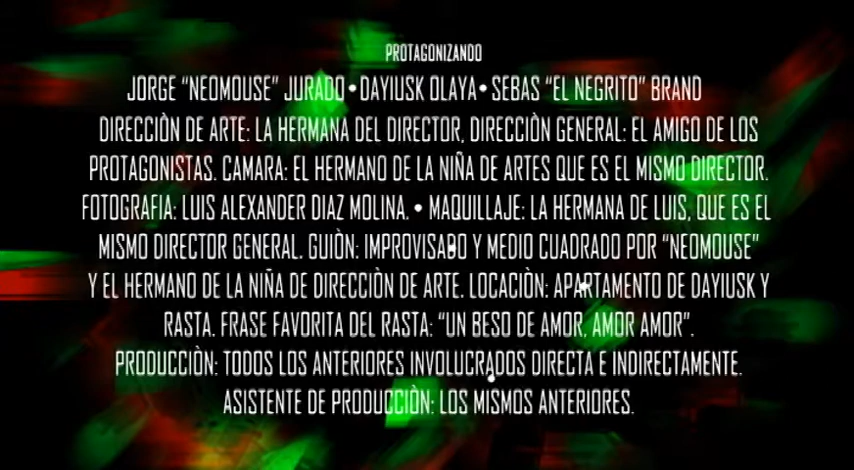 PROTAGONIZANDO
JORGE “NEOMOUSE” JURADO • DAYIUSK OLAYA • SEBAS “EL NEGRITO” BRAND
DIRECCIÒN DE ARTE: LA HERMANA DEL DIRECTOR, DIRECCIÒN GENERAL: EL AMIGO DE LOS
PROTAGONISTAS. CAMARA: EL HERMANO DE LA NIÑA DE ARTES QUE ES EL MISMO DIRECTOR.
FOTOGRAFIA: LUIS ALEXANDER DIAZ MOLINA. • MAQUILLAJE: LA HERMANA DE LUIS, QUE ES EL
MISMO DIRECTOR GENERAL. GUIÒN: IMPROVISADO Y MEDIO CUADRADO POR “NEOMOUSE”
Y EL HERMANO DE LA NIÑA DE DIRECCIÒN DE ARTE. LOCACIÒN: APARTAMENTO DE DAYIUSK Y
RASTA. FRASE FAVORITA DEL RASTA: “UN BESO DE AMOR, AMOR AMOR”.
PRODUCCIÒN: TODOS LOS ANTERIORES INVOLUCRADOS DIRECTA E INDIRECTAMENTE.
ASISTENTE DE PRODUCCIÒN: LOS MISMOS ANTERIORES.